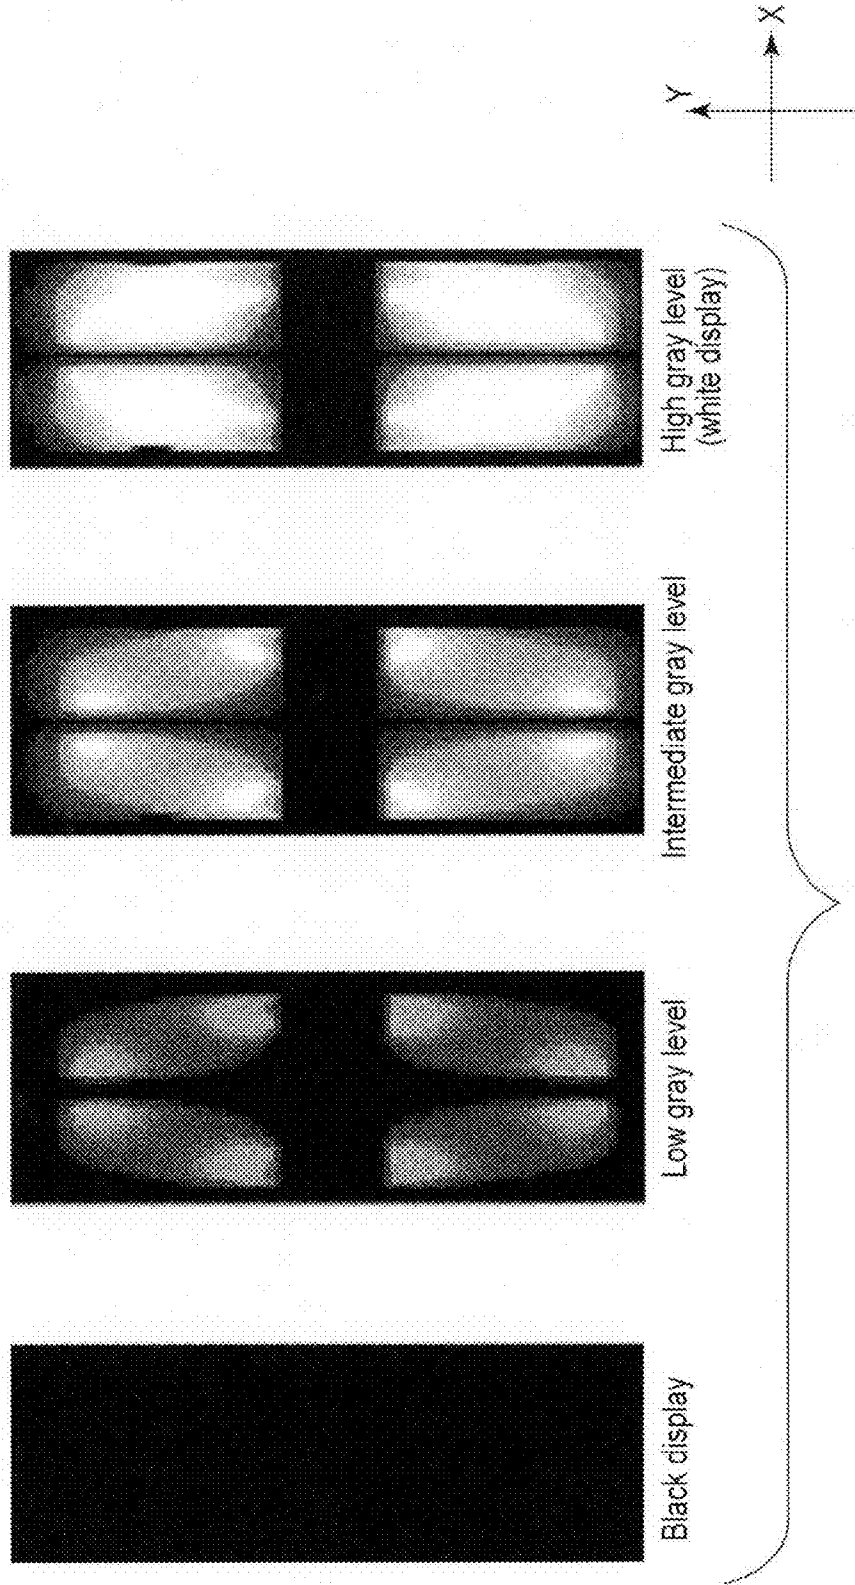 Black display
Low gray level
Intermediate gray level
High gray level
(white display)
Y
X